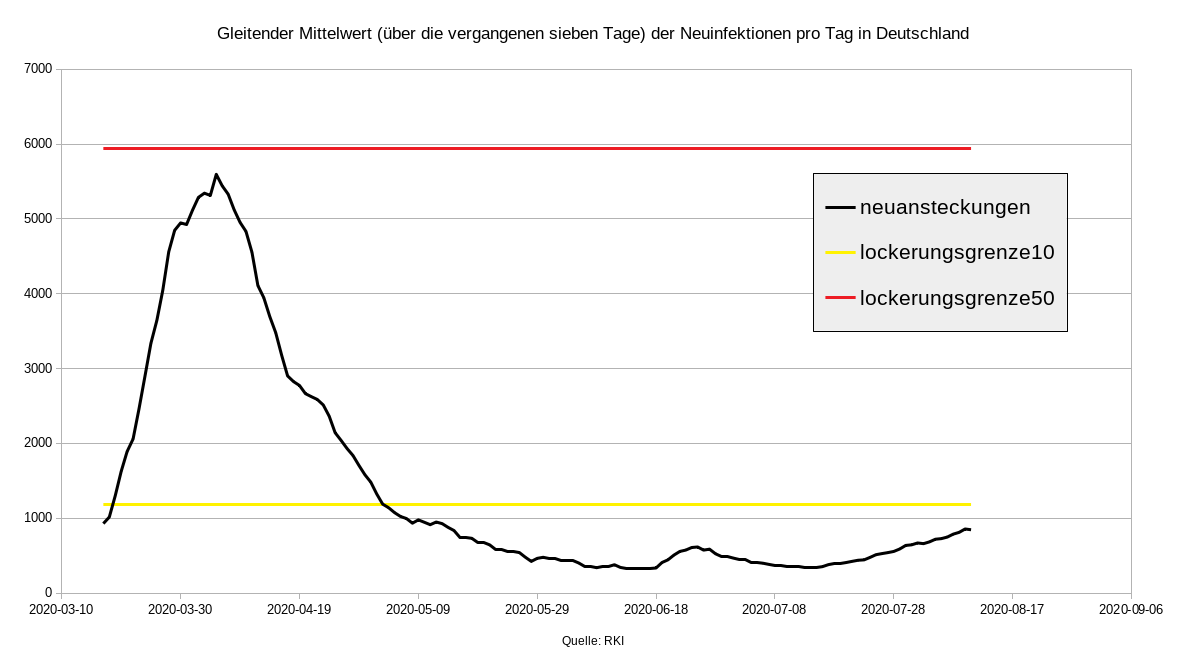 Gleitender Mittelwert (über die vergangenen sieben Tage) der Neuinfektionen pro Tag in Deutschland
7000
6000
5000
4000
3000
2000
1000
0
neuansteckungen
lockerungsgrenze10
lockerungsgrenze50
2020-03-10 2020-03-30 2020-04-19 2020-05-09 2020-05-29 2020-06-18 2020-07-08 2020-07-28 2020-08-17 2020-09-06
Quelle: RKI